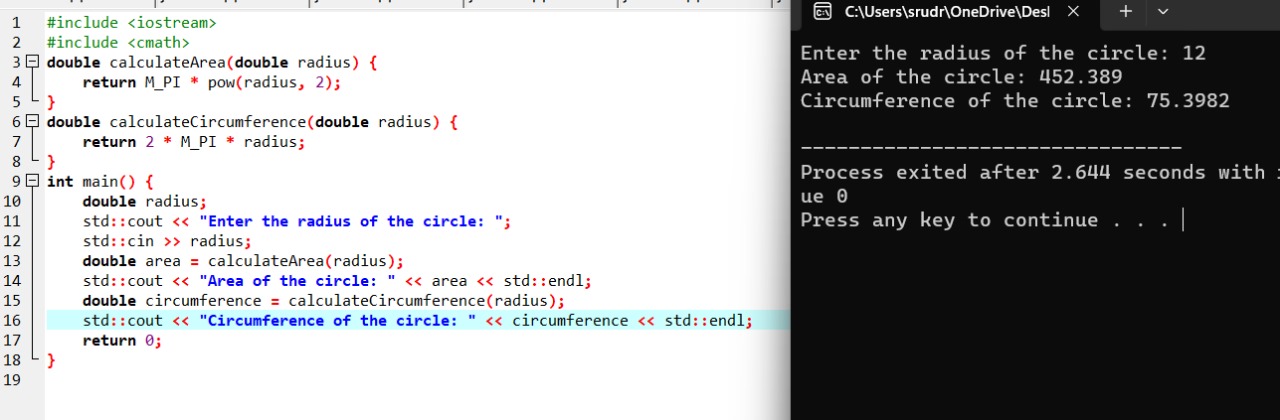 1 #include <iostream>
2 #include <cmath>
3 double calculateArea(double radius) {
4 return M_PI * pow(radius, 2);
5 }
6 double calculateCircumference(double radius) {
7 return 2 * M_PI * radius;
8 }
9 int main() {
10 double radius;
11 std::cout << "Enter the radius of the circle: ";
12 std::cin >> radius;
13 double area = calculateArea(radius);
14 std::cout << "Area of the circle: " << area << std::endl;
15 double circumference = calculateCircumference(radius);
16 std::cout << "Circumference of the circle: " << circumference << std::endl;
17 return 0;
18 }
19
C:\Users\srudr\OneDrive\Des
Enter the radius of the circle: 12
Area of the circle: 452.389
Circumference of the circle: 75.3982
--------------------------------
Process exited after 2.644 seconds with
ue 0
Press any key to continue . . .